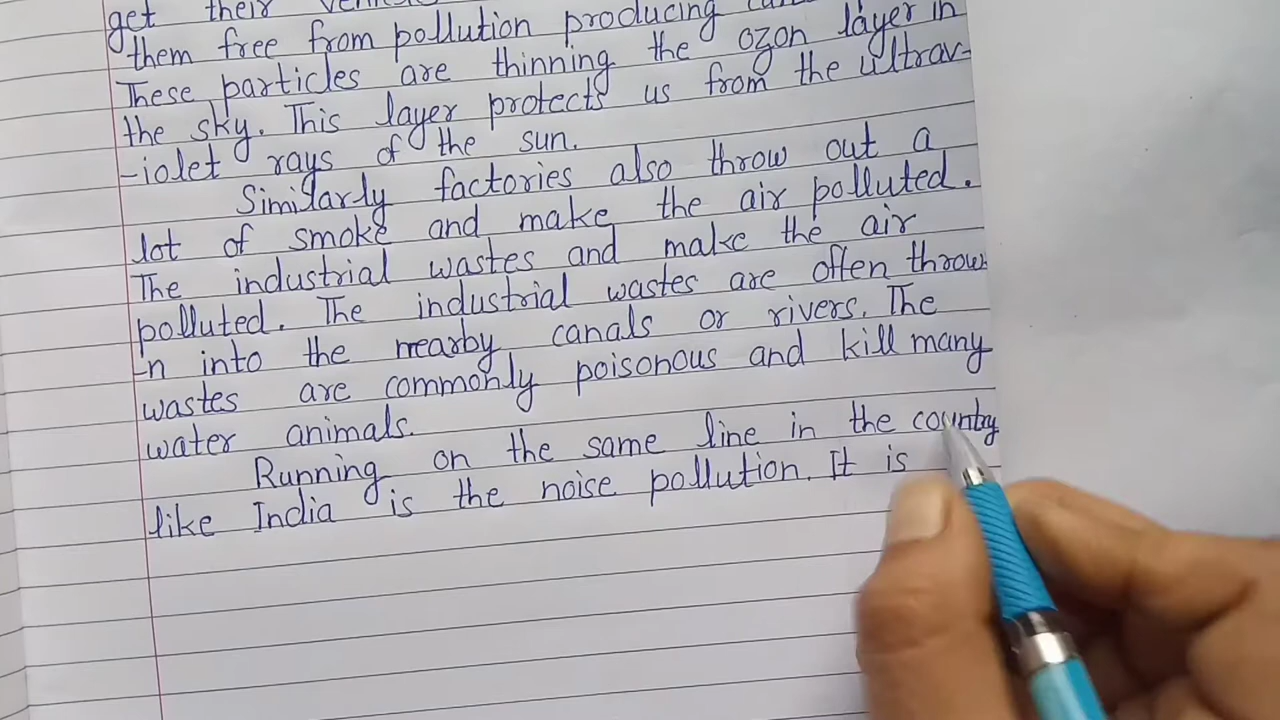 get their
them free from pollution producing
These particles are thinning the ozon layer in
the sky. This layer protects us from the ultrav-
-iolet rays of the sun.
Similarly factories also throw out a
lot of smoke and make the air polluted.
The industrial wastes and make the air
polluted. The industrial wastes are often throw-
-n into the nearby canals or rivers. The
wastes are commonly poisonous and kill many
water animals.
Running on the same line in the country
like India is the noise pollution. It is